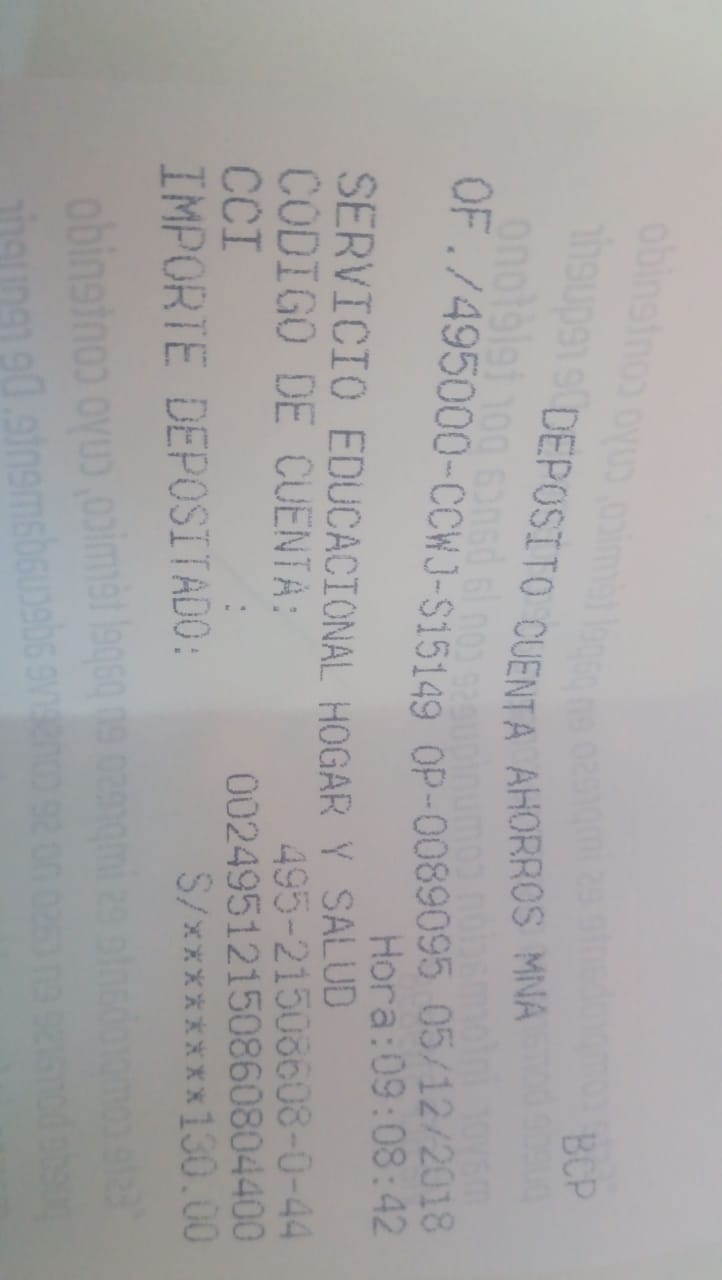 BCP
DEPOSITO CUENTA AHORROS MNA
OF./495000-CCWJ-S15149 OP-0089095 05/12/2018
Hora:09:08:42
SERVICIO EDUCACIONAL HOGAR Y SALUD
CODIGO DE CUENTA: 495-21508608-0-44
CCI : 00249512150860804400
IMPORTE DEPOSITADO: S/********130.00